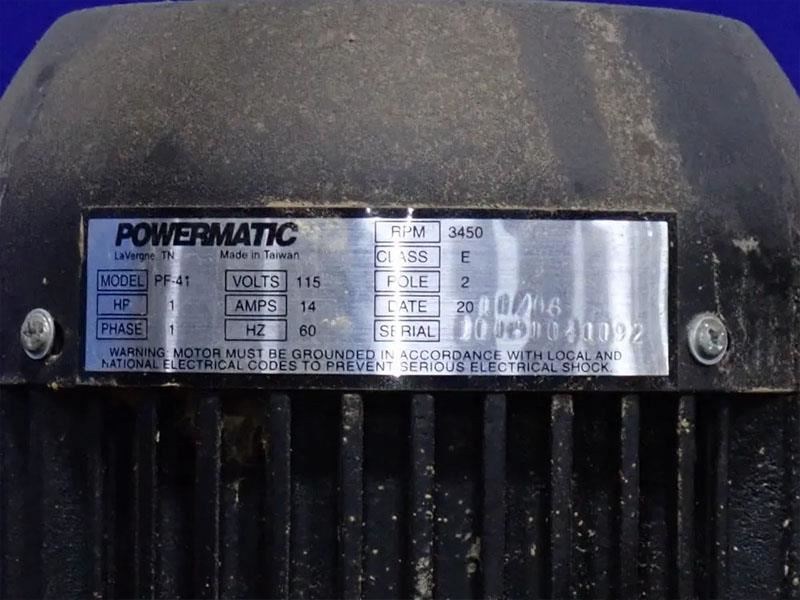 POWERMATIC
LaVergne, TN Made in Taiwan
MODEL PF-41 VOLTS 115
HP 1 AMPS 14
PHASE 1 HZ 60
RPM 3450
CLASS E
POLE 2
DATE 20
SERIAL
WARNING: MOTOR MUST BE GROUNDED IN ACCORDANCE WITH LOCAL AND
NATIONAL ELECTRICAL CODES TO PREVENT SERIOUS ELECTRICAL SHOCK.